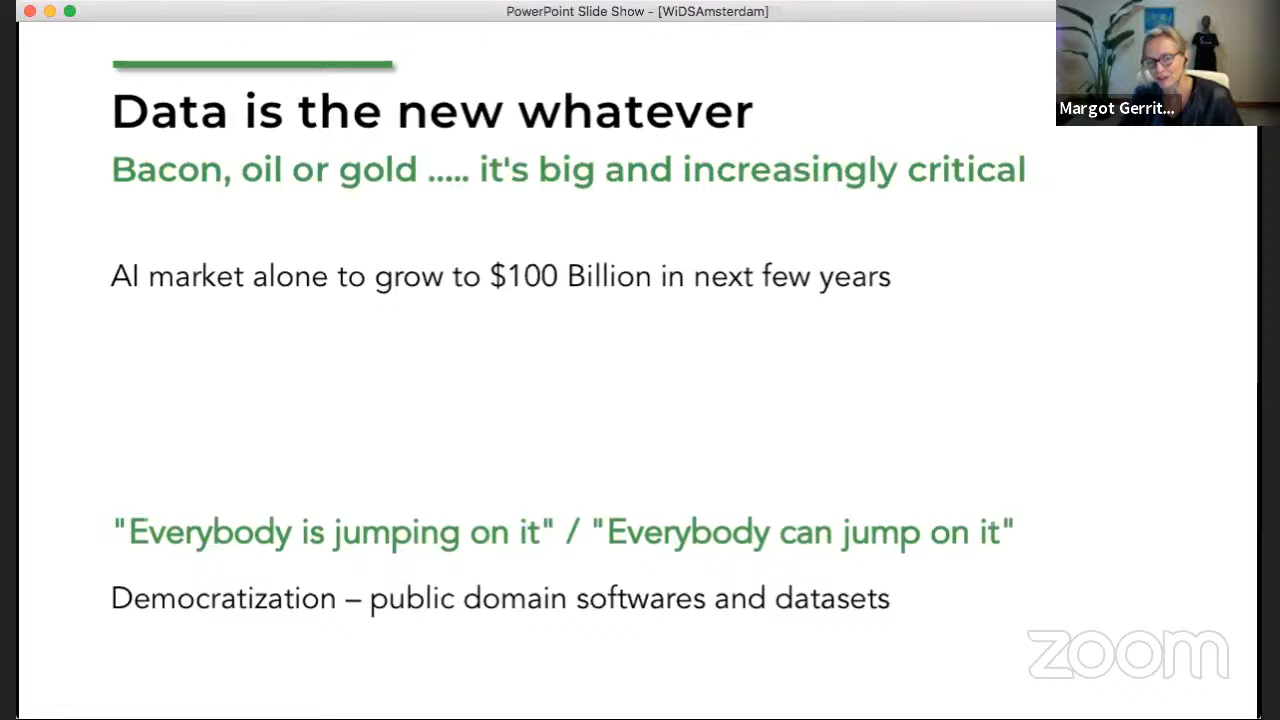 PowerPoint Slide Show - [WiDSAmsterdam]
Margot Gerrit...
Data is the new whatever
Bacon, oil or gold ..... it's big and increasingly critical
AI market alone to grow to $100 Billion in next few years
"Everybody is jumping on it" / "Everybody can jump on it"
Democratization – public domain softwares and datasets
zoom